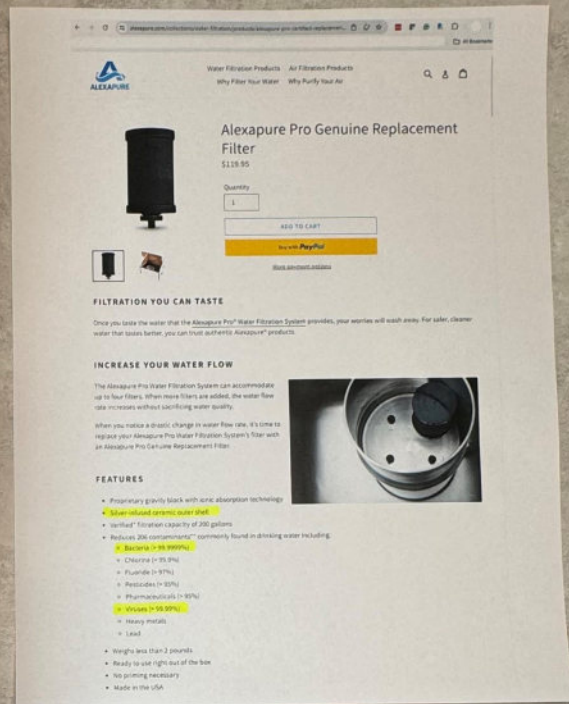 All Bookmarks
ALEXAPURE
Water Filtration Products Air Filtration Products
Why Filter Your Water Why Purify Your Air
Alexapure Pro Genuine Replacement
Filter
$119.95
Quantity
1
ADD TO CART
Buy with PayPal
More payment options
FILTRATION YOU CAN TASTE
Once you taste the water that the Alexapure Pro® Water Filtration System provides, your worries will wash away. For safer, cleaner
water that tastes better, you can trust authentic Alexapure® products.
INCREASE YOUR WATER FLOW
The Alexapure Pro Water Filtration System can accommodate
up to four filters. When more filters are added, the water flow
rate increases without sacrificing water quality.
When you notice a drastic change in water flow rate, it's time to
replace your Alexapure Pro Water Filtration System's filter with
an Alexapure Pro Genuine Replacement Filter.
FEATURES
• Proprietary gravity block with ionic absorption technology
• Silver-infused ceramic outer shell
• Verified* filtration capacity of 200 gallons
• Reduces 206 contaminants** commonly found in drinking water including:
Bacteria (> 99.9999%)
Chlorine (> 99.9%)
Fluoride (> 97%)
Pesticides (> 95%)
Pharmaceuticals (> 95%)
Viruses (> 99.99%)
Heavy metals
Lead
• Weighs less than 2 pounds
• Ready to use right out of the box
• No priming necessary
• Made in the USA